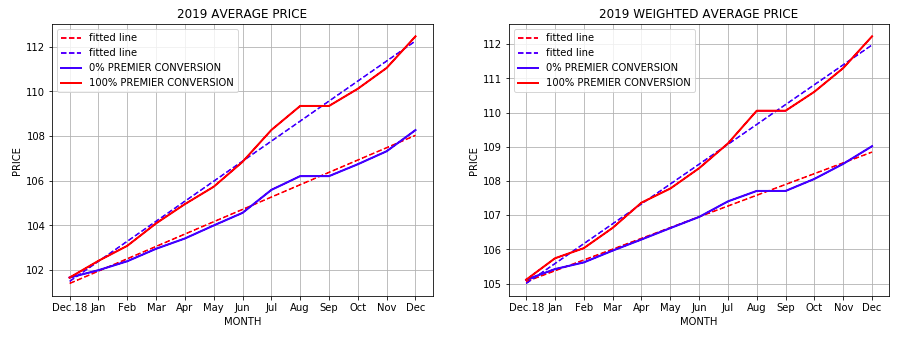 2019 AVERAGE PRICE
fitted line
fitted line
0% PREMIER CONVERSION
100% PREMIER CONVERSION
112
110
108
106
104
102
PRICE
Dec.18 Jan Feb Mar Apr May Jun Jul Aug Sep Oct Nov Dec
MONTH
2019 WEIGHTED AVERAGE PRICE
fitted line
fitted line
0% PREMIER CONVERSION
100% PREMIER CONVERSION
112
111
110
109
108
107
106
105
PRICE
Dec.18 Jan Feb Mar Apr May Jun Jul Aug Sep Oct Nov Dec
MONTH